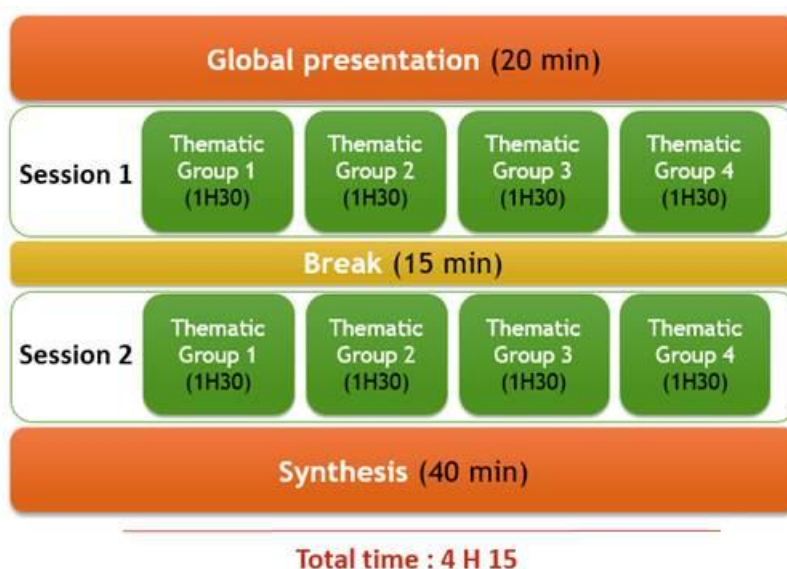 Global presentation (20 min)
Session 1
Thematic
Group 1
(1H30)
Thematic
Group 2
(1H30)
Thematic
Group 3
(1H30)
Thematic
Group 4
(1H30)
Break (15 min)
Session 2
Thematic
Group 1
(1H30)
Thematic
Group 2
(1H30)
Thematic
Group 3
(1H30)
Thematic
Group 4
(1H30)
Synthesis (40 min)
Total time : 4 H 15